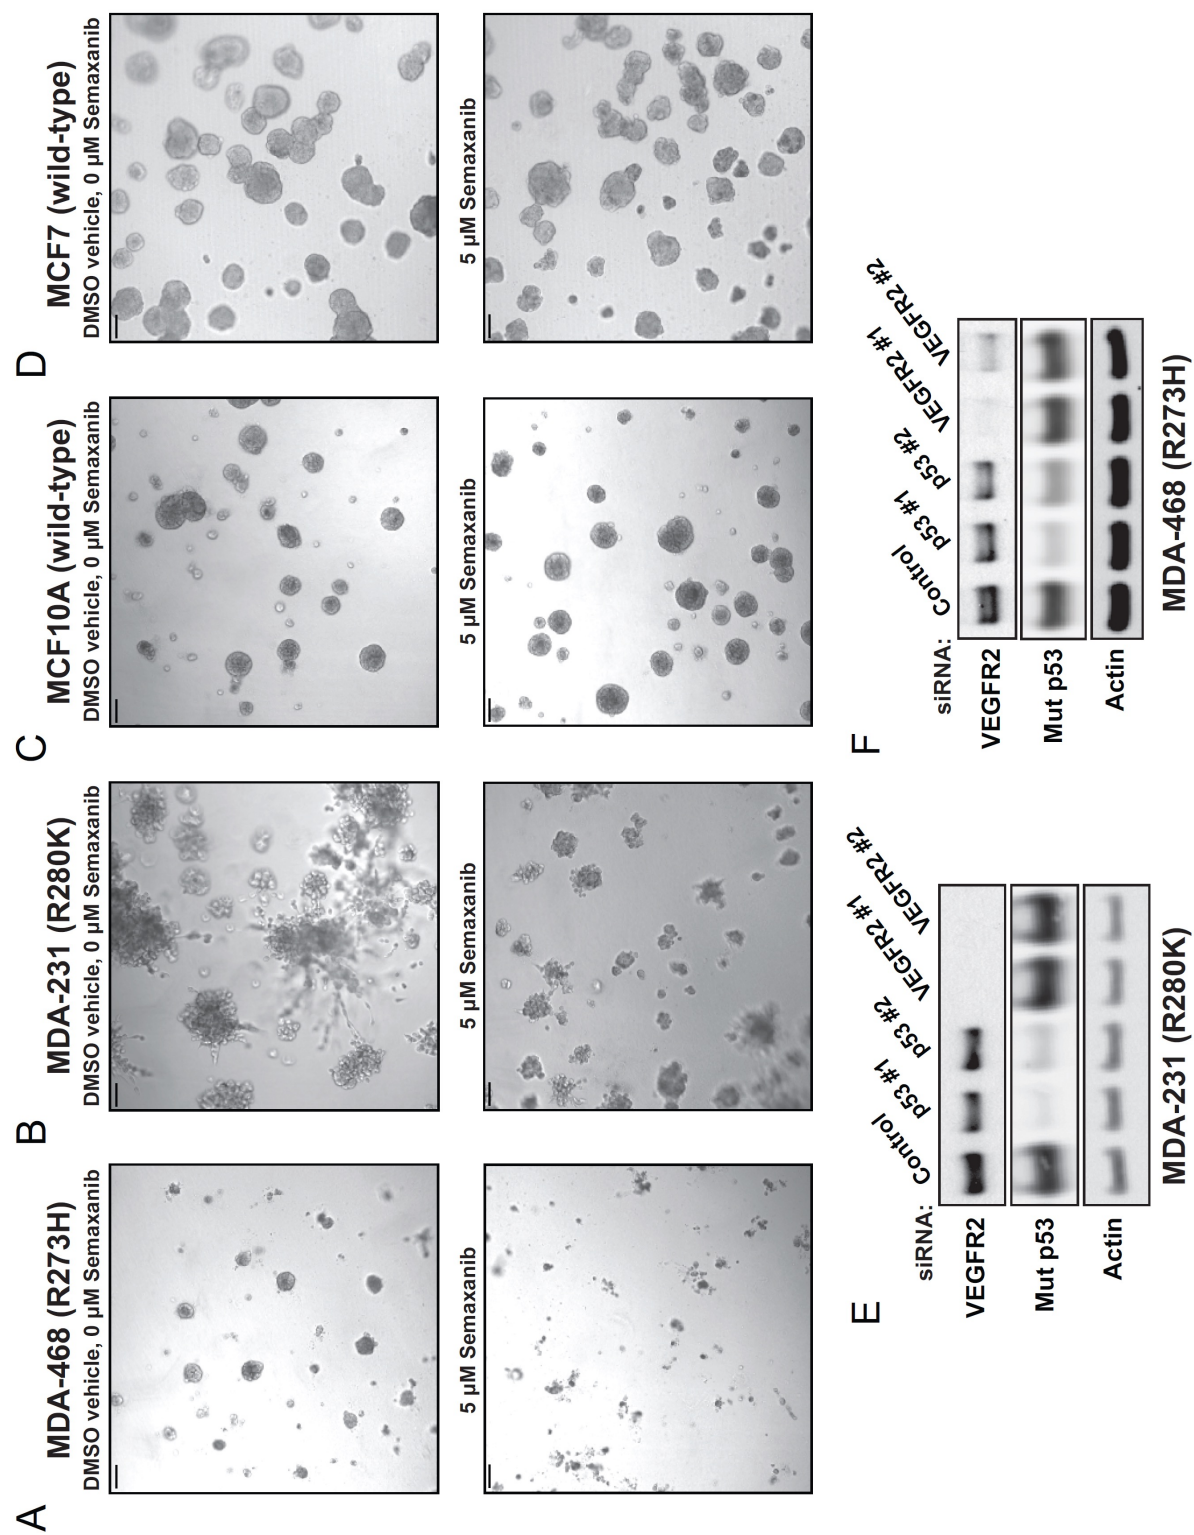 A
MDA-468 (R273H)
DMSO vehicle, 0 µM Semaxanib
5 µM Semaxanib
B
MDA-231 (R280K)
DMSO vehicle, 0 µM Semaxanib
5 µM Semaxanib
C
MCF10A (wild-type)
DMSO vehicle, 0 µM Semaxanib
5 µM Semaxanib
D
MCF7 (wild-type)
DMSO vehicle, 0 µM Semaxanib
5 µM Semaxanib
E
siRNA: Control p53 #1 p53 #2 VEGFR2 #1 VEGFR2 #2
VEGFR2
Mut p53
Actin
MDA-231 (R280K)
F
siRNA: Control p53 #1 p53 #2 VEGFR2 #1 VEGFR2 #2
VEGFR2
Mut p53
Actin
MDA-468 (R273H)